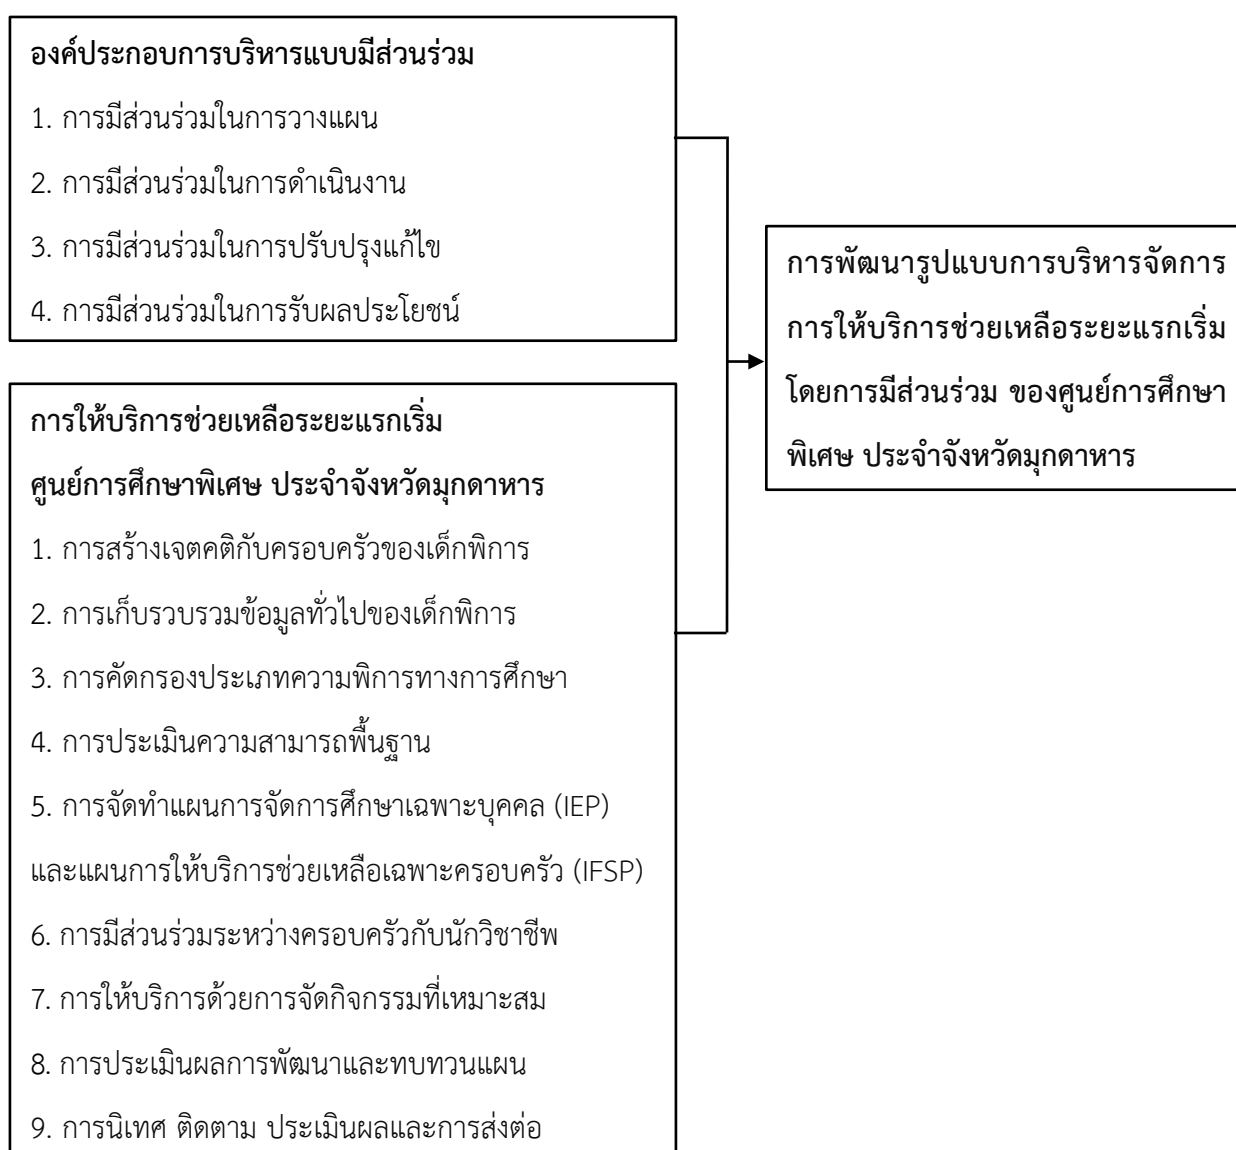 องค์ประกอบการบริหารแบบมีส่วนร่วม
1. การมีส่วนร่วมในการวางแผน
2. การมีส่วนร่วมในการดำเนินงาน
3. การมีส่วนร่วมในการปรับปรุงแก้ไข
4. การมีส่วนร่วมในการรับผลประโยชน์
การให้บริการช่วยเหลือระยะแรกเริ่ม
ศูนย์การศึกษาพิเศษ ประจำจังหวัดมุกดาหาร
1. การสร้างเจตคติกับครอบครัวของเด็กพิการ
2. การเก็บรวบรวมข้อมูลทั่วไปของเด็กพิการ
3. การคัดกรองประเภทความพิการทางการศึกษา
4. การประเมินความสามารถพื้นฐาน
5. การจัดทำแผนการจัดการศึกษาเฉพาะบุคคล (IEP)
และแผนการให้บริการช่วยเหลือเฉพาะครอบครัว (IFSP)
6. การมีส่วนร่วมระหว่างครอบครัวกับนักวิชาชีพ
7. การให้บริการด้วยการจัดกิจกรรมที่เหมาะสม
8. การประเมินผลการพัฒนาและทบทวนแผน
9. การนิเทศ ติดตาม ประเมินผลและการส่งต่อ
การพัฒนารูปแบบการบริหารจัดการ
การให้บริการช่วยเหลือระยะแรกเริ่ม
โดยการมีส่วนร่วม ของศูนย์การศึกษา
พิเศษ ประจำจังหวัดมุกดาหาร